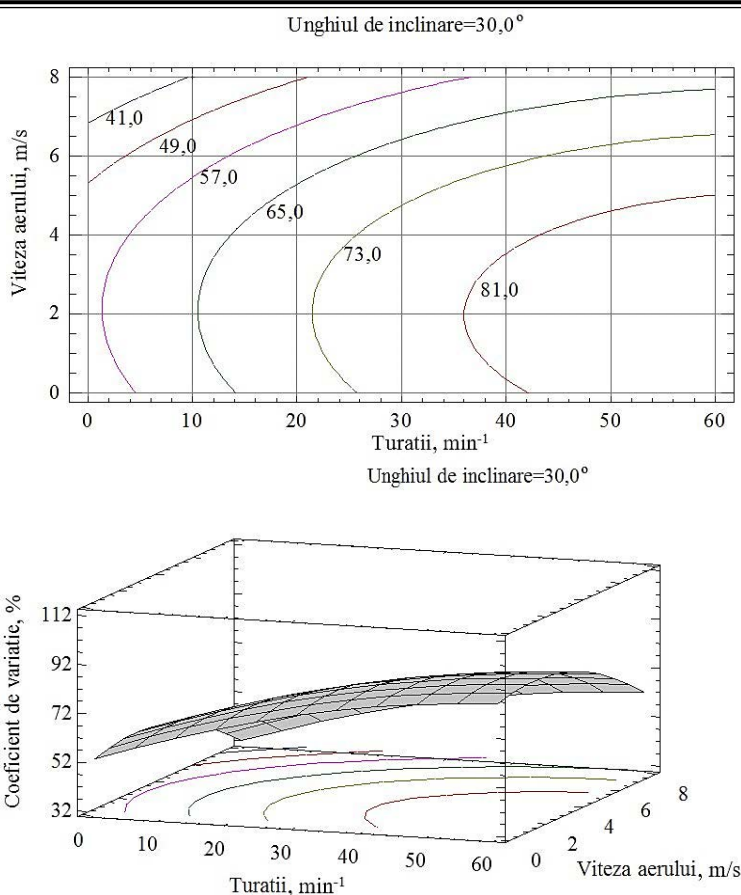 Unghiul de inclinare=30,0°
8
6
4
2
0
Viteza aerului, m/s
41,0
49,0
57,0
65,0
73,0
81,0
0 10 20 30 40 50 60
Turatii, min-1
Unghiul de inclinare=30,0°
Coeficient de variatie, %
112
92
72
52
32
0 10 20 30 40 50 60
Turatii, min-1
0 2 4 6 8
Viteza aerului, m/s